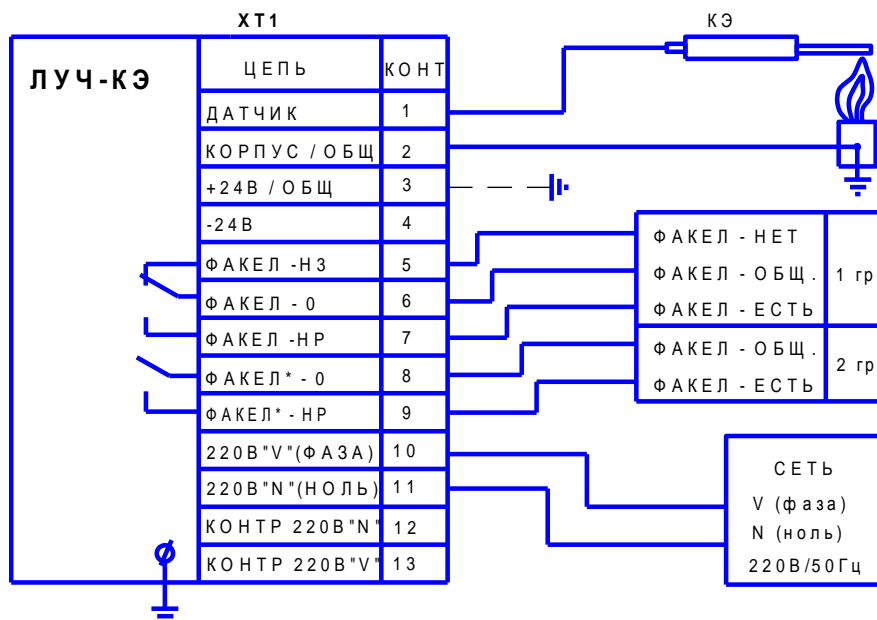 XT1
КЭ
ЛУЧ-КЭ
ЦЕПЬ КОНТ
ДАТЧИК 1
КОРПУС / ОБЩ 2
+24В / ОБЩ 3
-24В 4
ФАКЕЛ -НЗ 5
ФАКЕЛ - 0 6
ФАКЕЛ -НР 7
ФАКЕЛ* - 0 8
ФАКЕЛ* - НР 9
220В"V"(ФАЗА) 10
220В"N"(НОЛЬ) 11
КОНТР 220В"N" 12
КОНТР 220В"V" 13
ФАКЕЛ - НЕТ
ФАКЕЛ - ОБЩ.
ФАКЕЛ - ЕСТЬ
1 гр
ФАКЕЛ - ОБЩ.
ФАКЕЛ - ЕСТЬ
2 гр
СЕТЬ
V (фаза)
N (ноль)
220В/50Гц